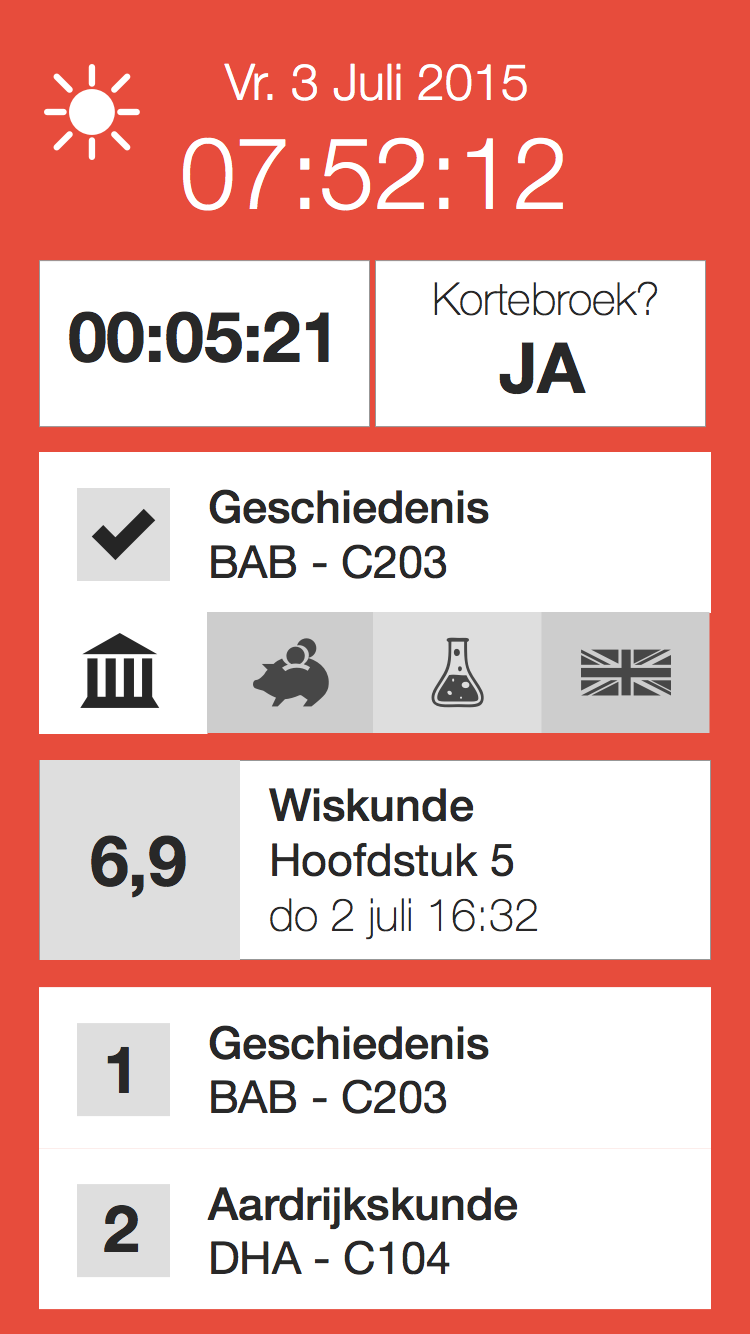 Vr. 3 Juli 2015
07:52:12
00:05:21
Kortebroek?
JA
Geschiedenis
BAB - C203
6,9
Wiskunde
Hoofdstuk 5
do 2 juli 16:32
1
Geschiedenis
BAB - C203
2
Aardrijkskunde
DHA - C104